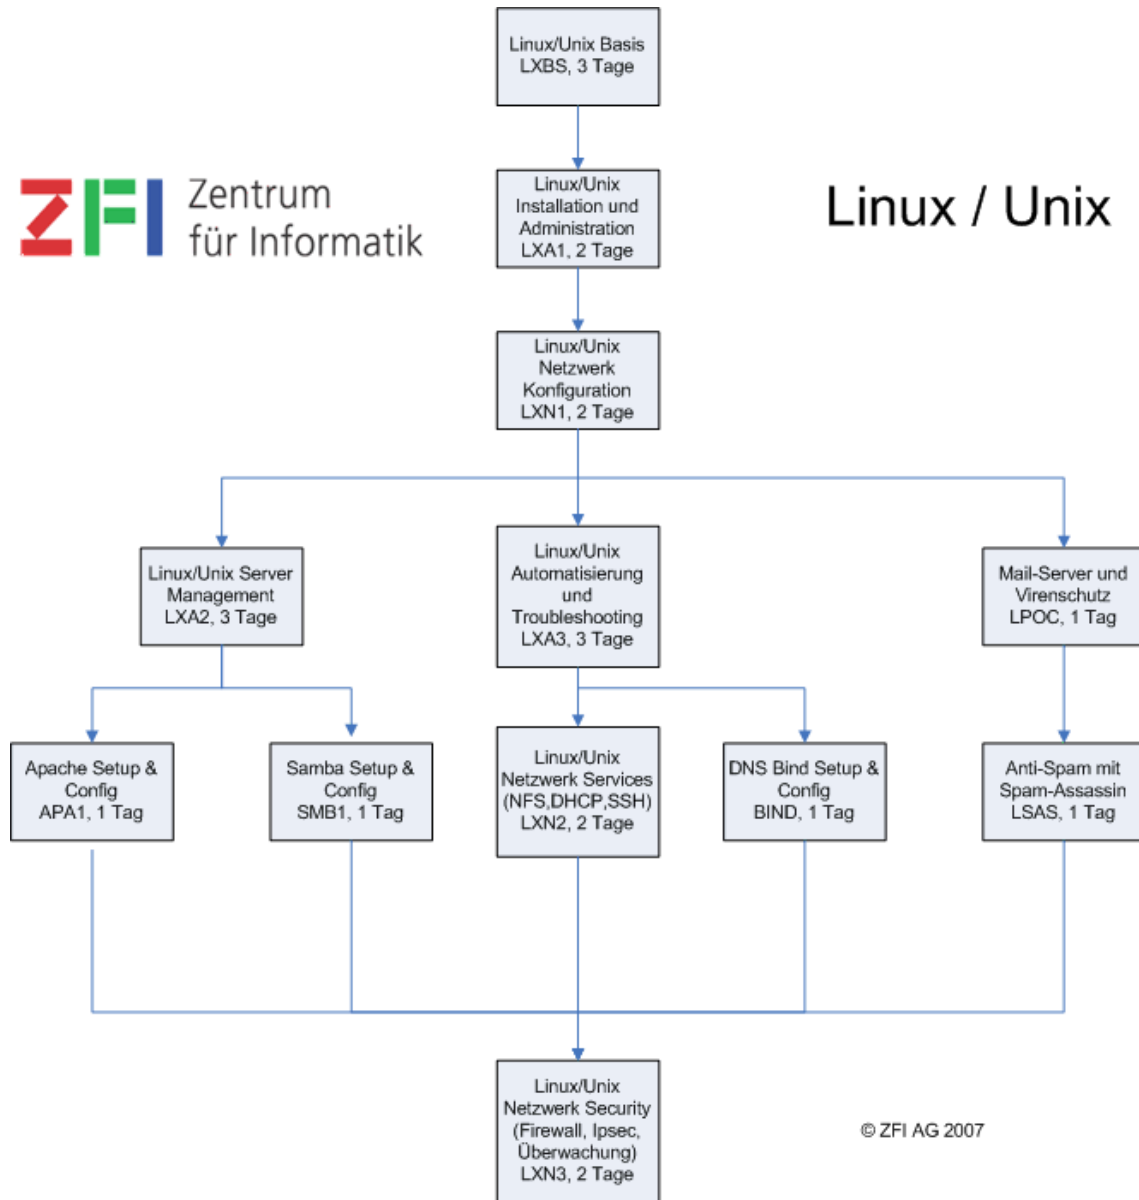 Linux/Unix Basis
LXBS, 3 Tage
ZFI
Zentrum
für Informatik
Linux/Unix
Installation und
Administration
LXA1, 2 Tage
Linux / Unix
Linux/Unix
Netzwerk
Konfiguration
LXN1, 2 Tage
Linux/Unix Server
Management
LXA2, 3 Tage
Linux/Unix
Automatisierung
und
Troubleshooting
LXA3, 3 Tage
Mail-Server und
Virenschutz
LPOC, 1 Tag
Apache Setup &
Config
APA1, 1 Tag
Samba Setup &
Config
SMB1, 1 Tag
Linux/Unix
Netzwerk Services
(NFS,DHCP,SSH)
LXN2, 2 Tage
DNS Bind Setup &
Config
BIND, 1 Tag
Anti-Spam mit
Spam-Assassin
LSAS, 1 Tag
Linux/Unix
Netzwerk Security
(Firewall, Ipsec,
Überwachung)
LXN3, 2 Tage
© ZFI AG 2007